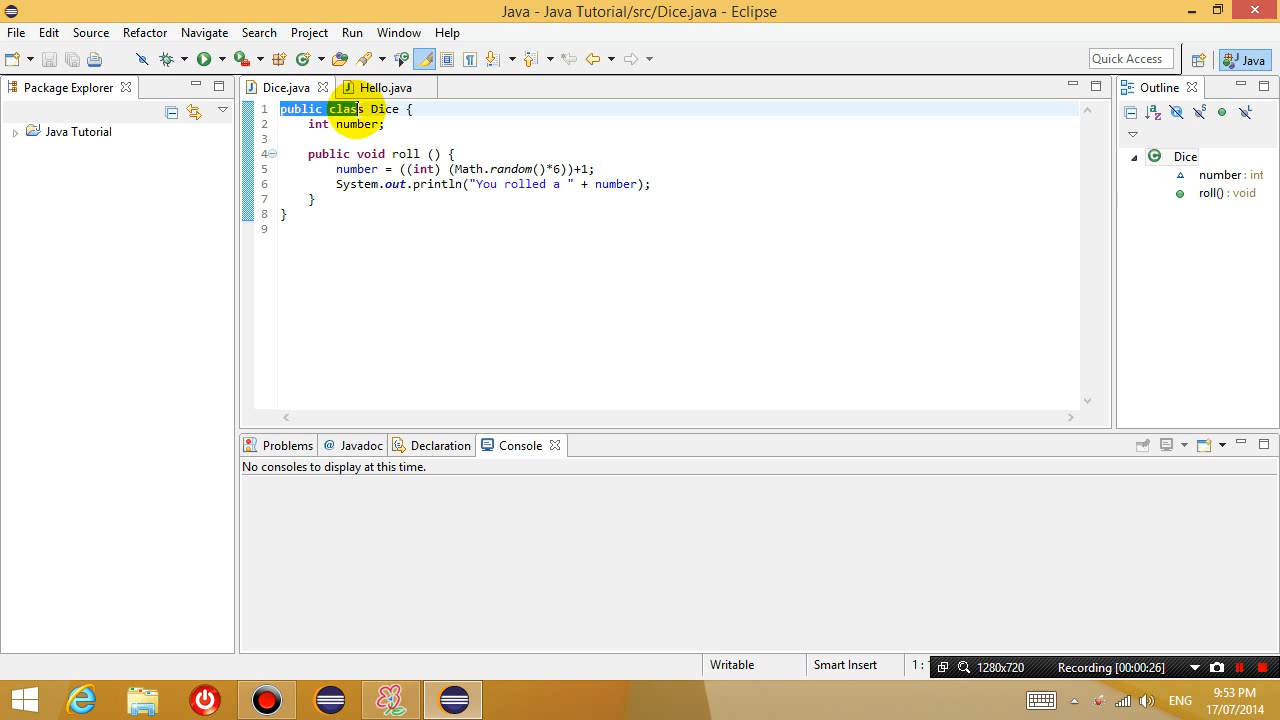 Java - Java Tutorial/src/Dice.java - Eclipse
File Edit Source Refactor Navigate Search Project Run Window Help
Quick Access
Java
Package Explorer
Dice.java
Hello.java
Outline
Java Tutorial
1 public class Dice {
2 int number;
3
4 public void roll () {
5 number = ((int) (Math.random()*6))+1;
6 System.out.println("You rolled a " + number);
7 }
8 }
9
Dice
number : int
roll() : void
Problems @ Javadoc Declaration Console
No consoles to display at this time.
Writable
Smart Insert
1 :
1280x720
Recording [00:00:26]
ENG
9:53 PM
17/07/2014